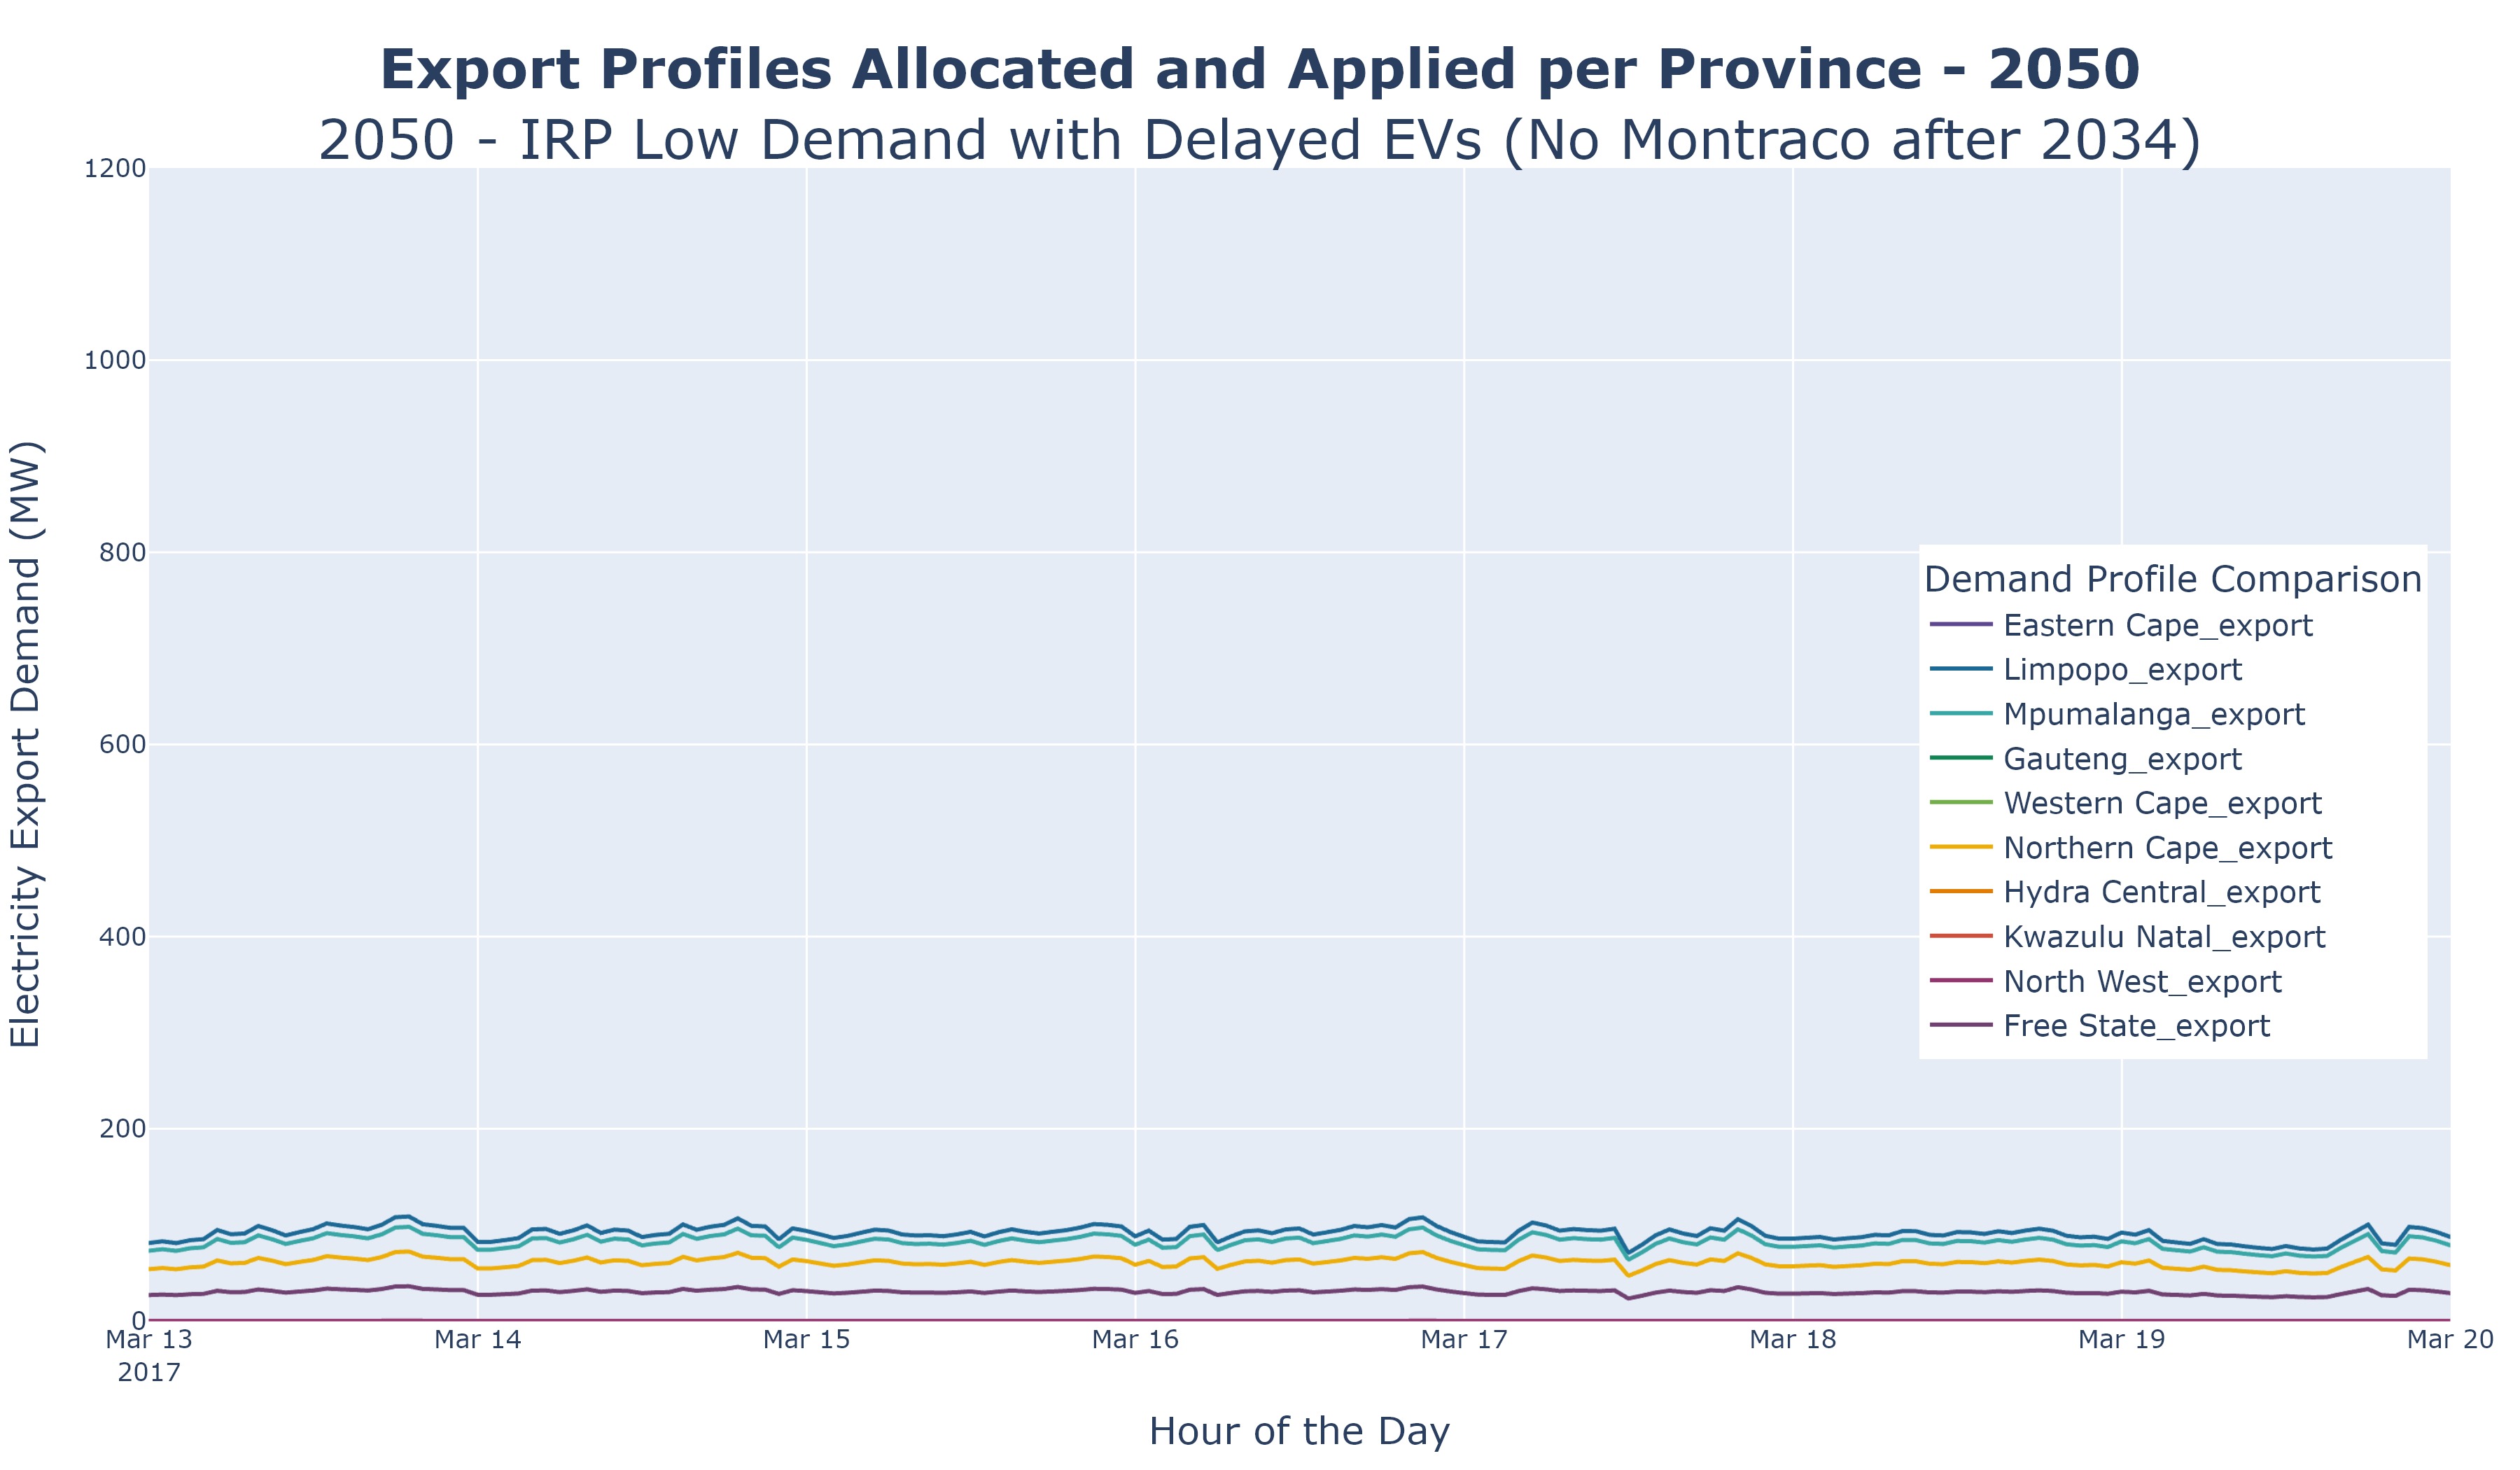 Export Profiles Allocated and Applied per Province - 2050
2050 - IRP Low Demand with Delayed EVs (No Montraco after 2034)
Electricity Export Demand (MW)
1200
1000
800
600
400
200
0
Demand Profile Comparison
Eastern Cape_export
Limpopo_export
Mpumalanga_export
Gauteng_export
Western Cape_export
Northern Cape_export
Hydra Central_export
Kwazulu Natal_export
North West_export
Free State_export
Mar 13 Mar 14 Mar 15 Mar 16 Mar 17 Mar 18 Mar 19 Mar 20
2017
Hour of the Day